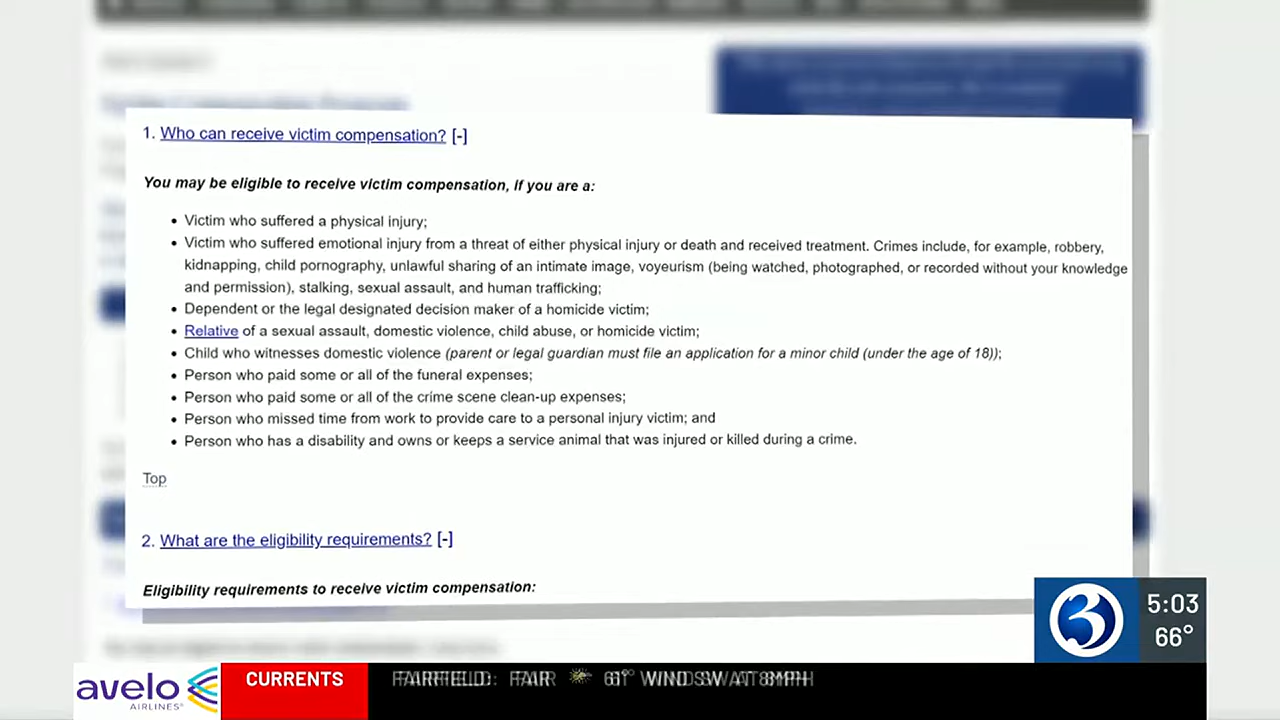 1. Who can receive victim compensation? [-]
You may be eligible to receive victim compensation, if you are a:
• Victim who suffered a physical injury;
• Victim who suffered emotional injury from a threat of either physical injury or death and received treatment. Crimes include, for example, robbery,
kidnapping, child pornography, unlawful sharing of an intimate image, voyeurism (being watched, photographed, or recorded without your knowledge
and permission), stalking, sexual assault, and human trafficking;
• Dependent or the legal designated decision maker of a homicide victim;
• Relative of a sexual assault, domestic violence, child abuse, or homicide victim;
• Child who witnesses domestic violence (parent or legal guardian must file an application for a minor child (under the age of 18));
• Person who paid some or all of the funeral expenses;
• Person who paid some or all of the crime scene clean-up expenses;
• Person who missed time from work to provide care to a personal injury victim; and
• Person who has a disability and owns or keeps a service animal that was injured or killed during a crime.
Top
2. What are the eligibility requirements? [-]
Eligibility requirements to receive victim compensation:
3
5:03
66°
avelo
AIRLINES
CURRENTS
FAIRFIELD: FAIR 61° WINDSW AT 8MPH